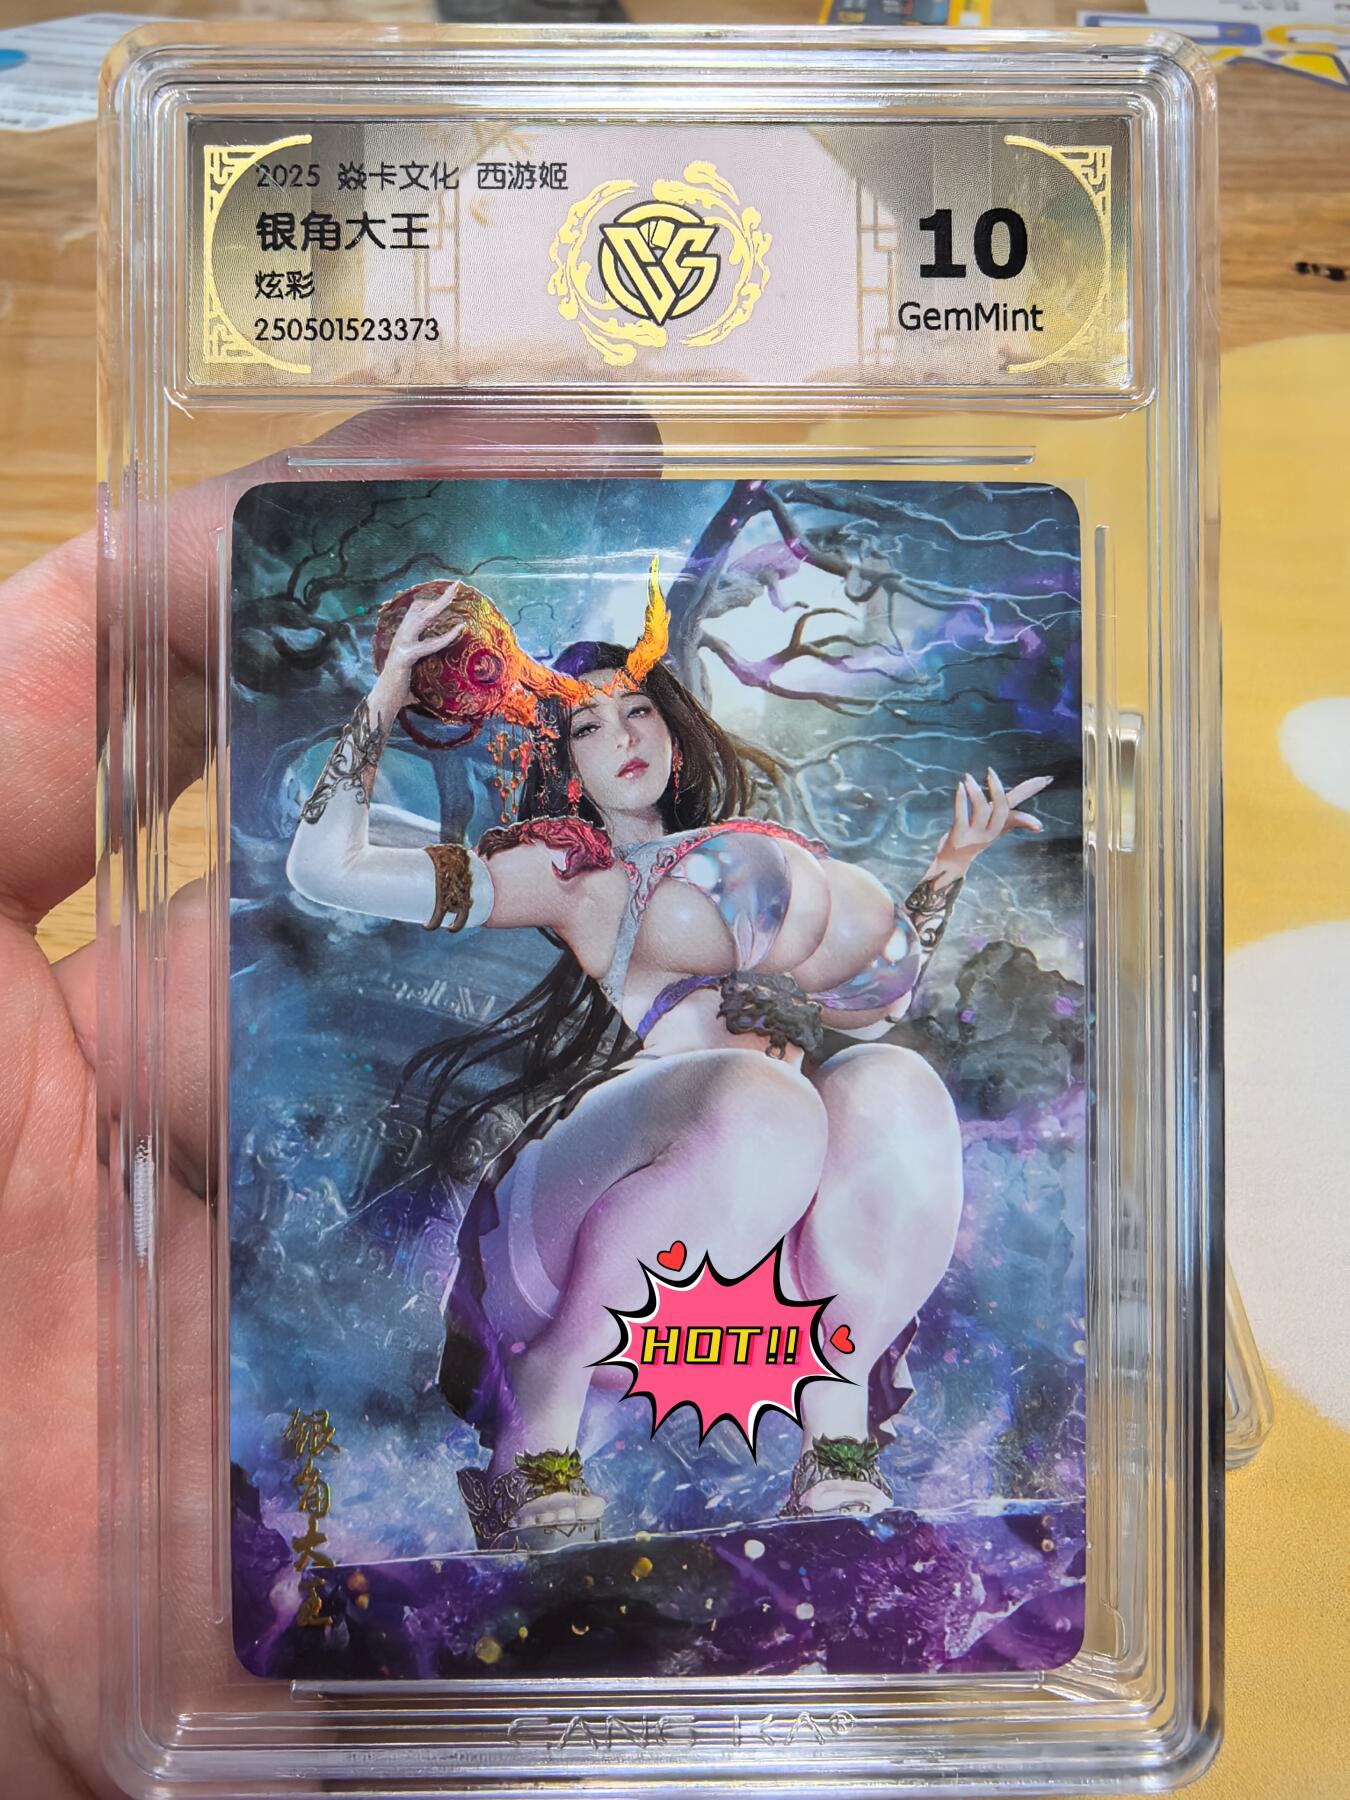 2025 焱卡文化 西游姬
银角大王
炫彩
250501523373
CCG
10
GemMint
HOT!!
银角大王
CANG KA®